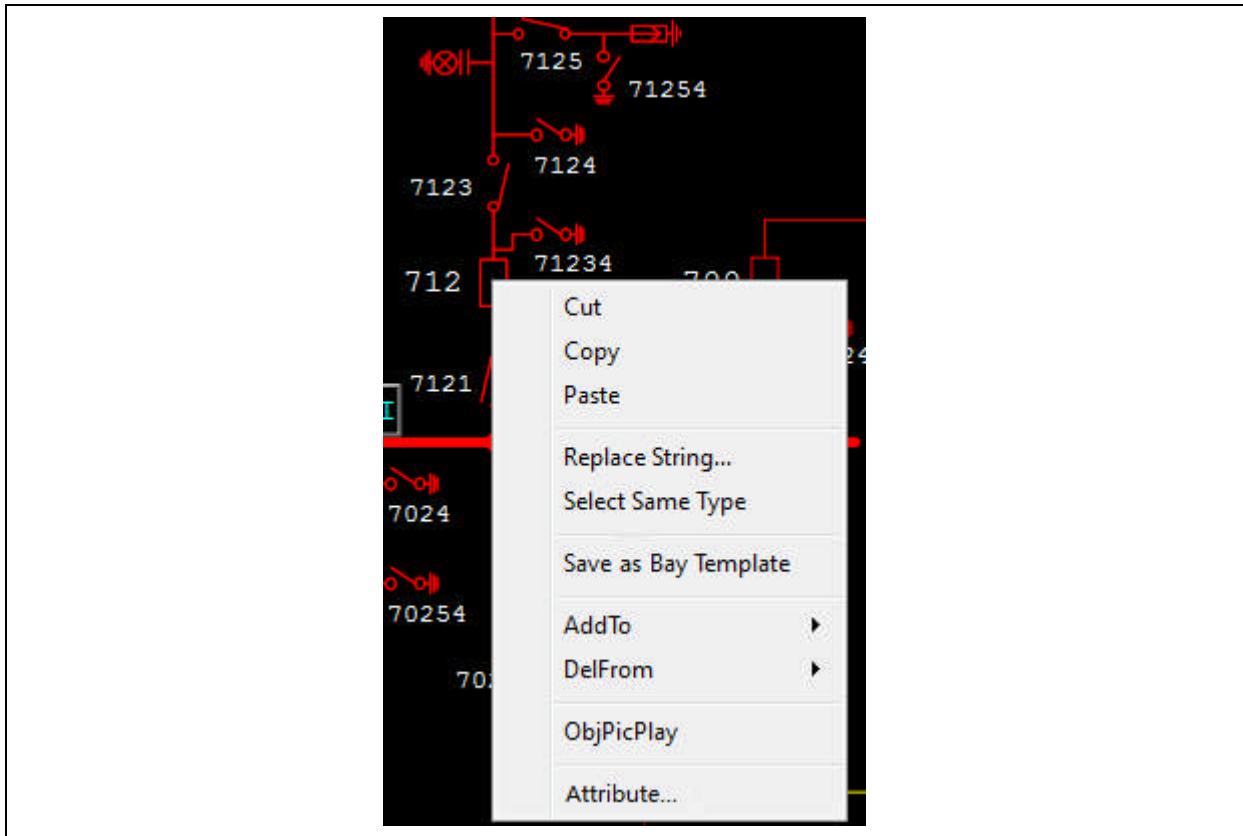 7125
71254
7124
7123
71234
712
Cut
Copy
Paste
7121
Replace String...
Select Same Type
7024
Save as Bay Template
70254
AddTo
DelFrom
ObjPicPlay
Attribute...